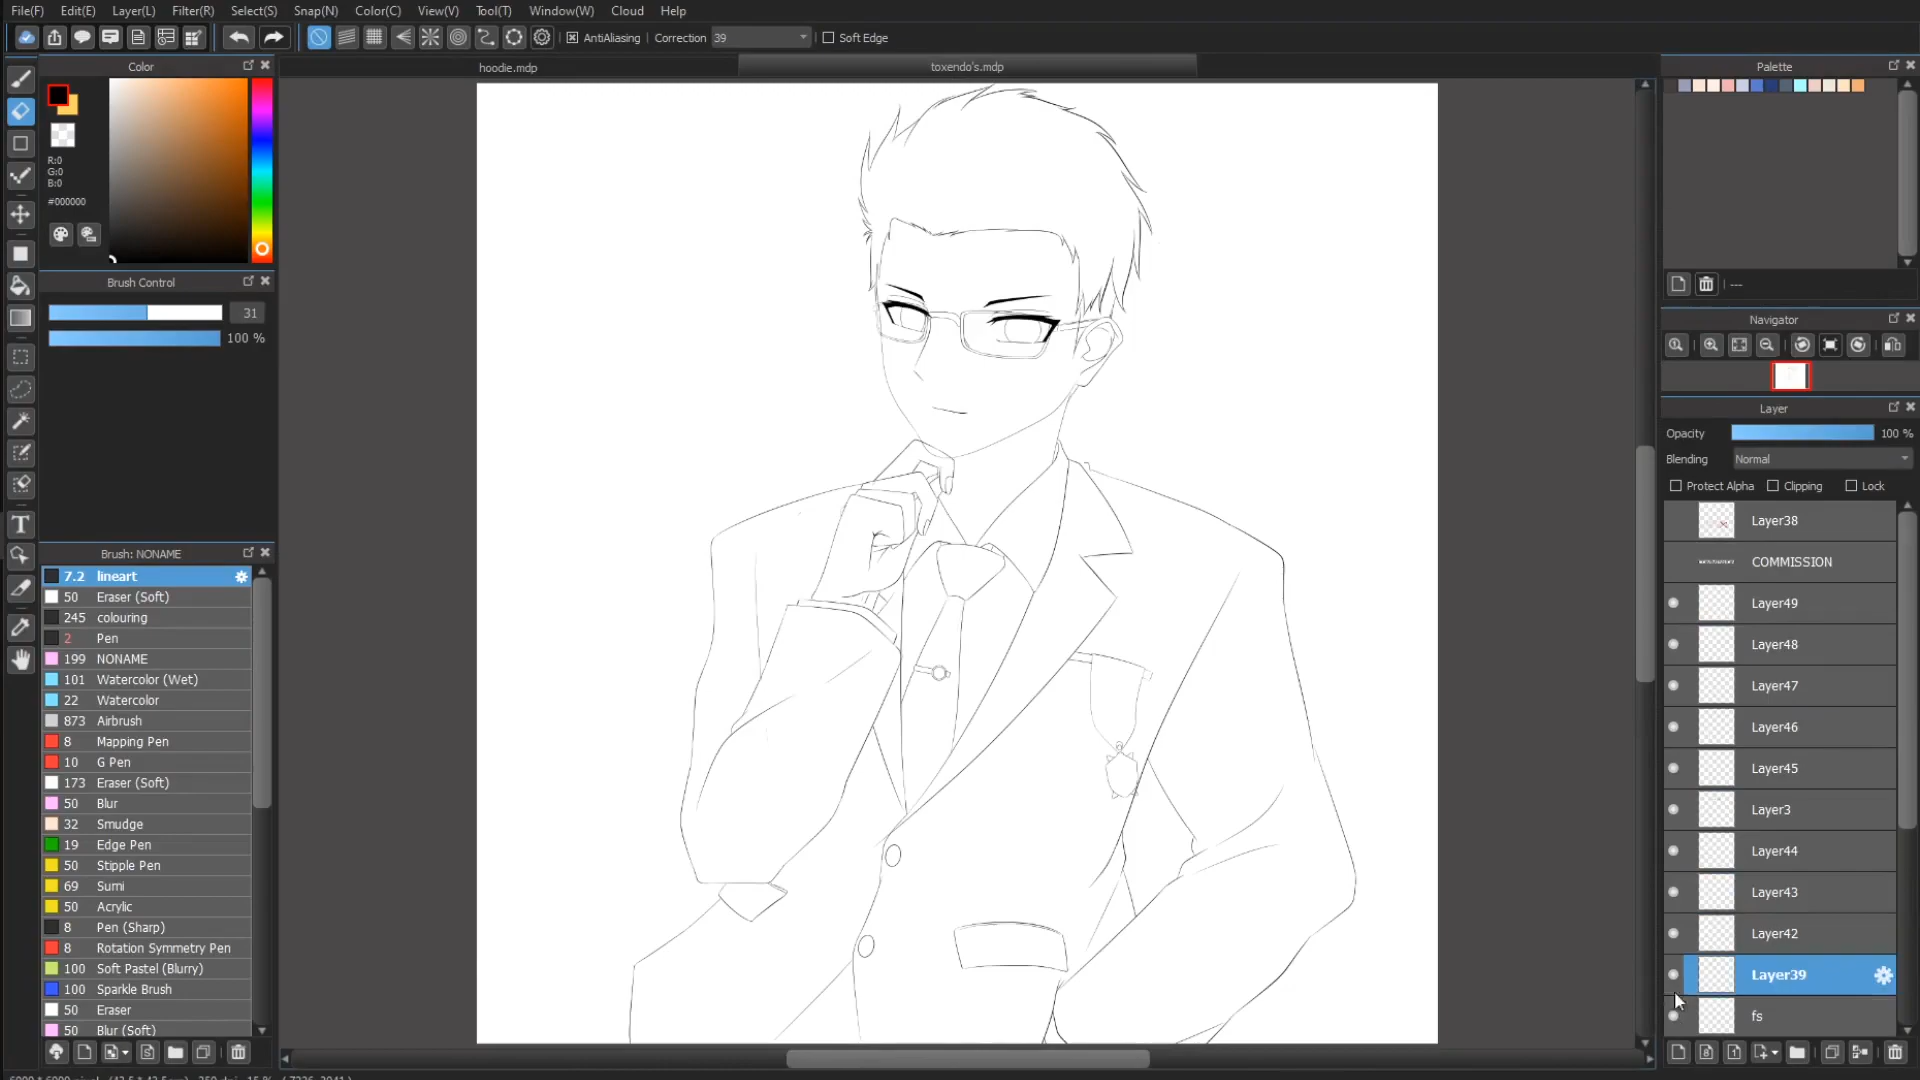 File(F) Edit(E) Layer(L) Filter(R) Select(S) Snap(N) Color(C) View(V) Tool(T) Window(W) Cloud Help
AntiAliasing Correction 39 Soft Edge
Color
hoodie.mdp
toxendo's.mdp
Palette
R:0
G:0
B:0
#000000
---
Brush Control
31
100 %
Navigator
Layer
Opacity 100 %
Blending Normal
Protect Alpha Clipping Lock
Brush: NONAME
7.2 lineart
50 Eraser (Soft)
245 colouring
2 Pen
199 NONAME
101 Watercolor (Wet)
22 Watercolor
873 Airbrush
8 Mapping Pen
10 G Pen
173 Eraser (Soft)
50 Blur
32 Smudge
19 Edge Pen
50 Stipple Pen
69 Sumi
50 Acrylic
8 Pen (Sharp)
8 Rotation Symmetry Pen
100 Soft Pastel (Blurry)
100 Sparkle Brush
50 Eraser
50 Blur (Soft)
Layer38
COMMISSION
Layer49
Layer48
Layer47
Layer46
Layer45
Layer3
Layer44
Layer43
Layer42
Layer39
fs